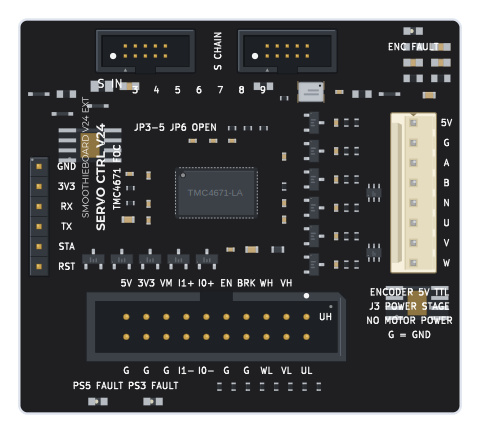 S CHAIN
ENC FAULT
S IN
3 4 5 6 7 8 9
JP3-5 JP6 OPEN
SMOOTHIEBOARD V24 EXT
SERVO CTRL V24
TMC4671 FOC
TMC4671-LA
GND
3V3
RX
TX
STA
RST
5V
G
A
B
N
U
V
W
5V 3V3 VM I1+ I0+ EN BRK WH VH
UH
G G G I1- I0- G G WL VL UL
ENCODER 5V TTL
J3 POWER STAGE
NO MOTOR POWER
G = GND
PS5 FAULT PS3 FAULT